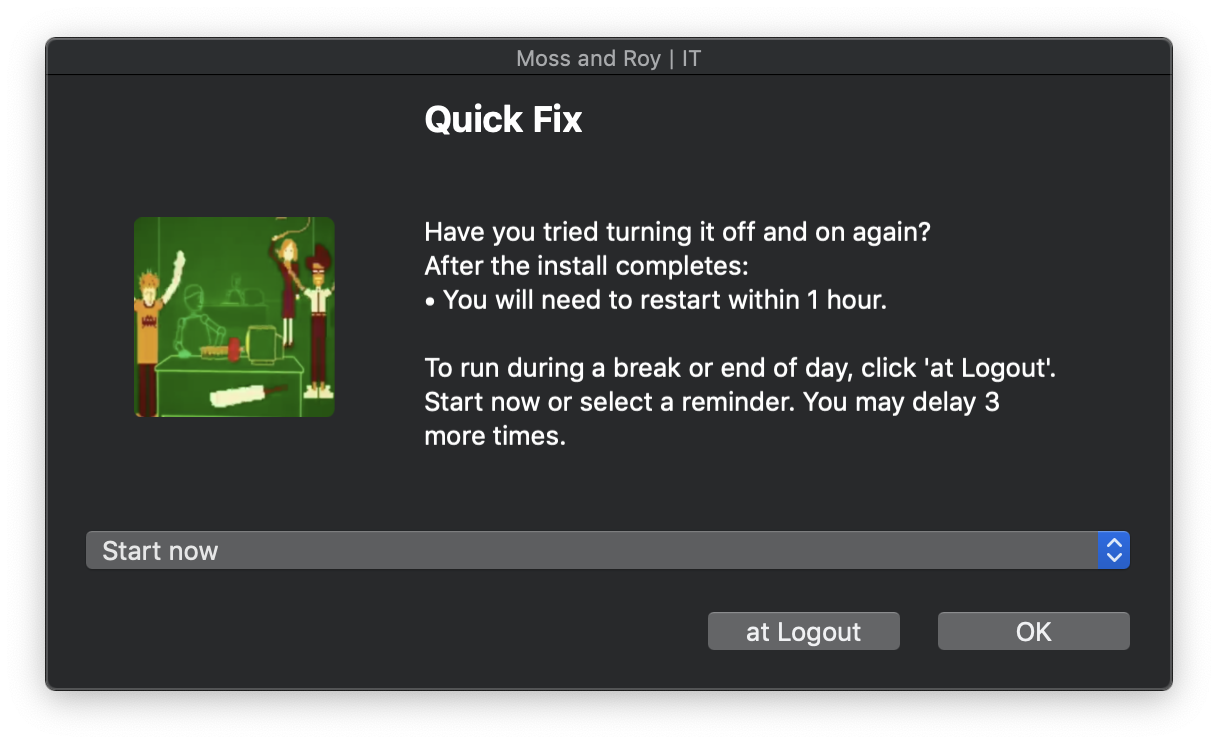 Moss and Roy | IT
Quick Fix
Have you tried turning it off and on again?
After the install completes:
• You will need to restart within 1 hour.
To run during a break or end of day, click 'at Logout'.
Start now or select a reminder. You may delay 3
more times.
Start now
at Logout
OK